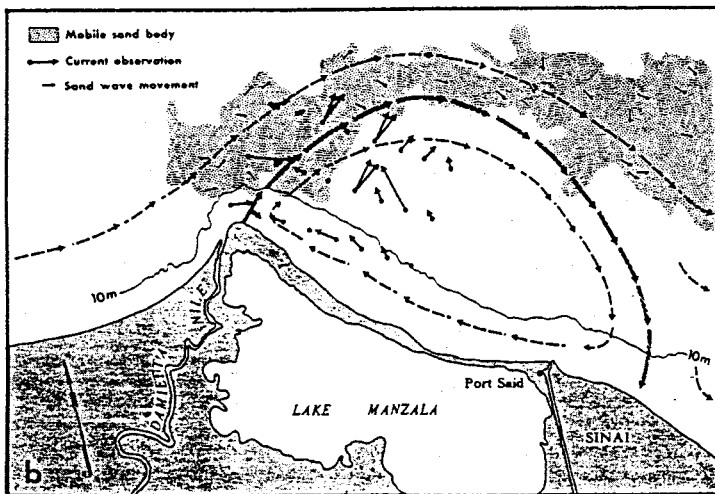 Mobile sand body
Current observation
Sand wave movement
10m
10m
DAMIETTA NILE
Port Said
LAKE MANZALA
SINAI
b